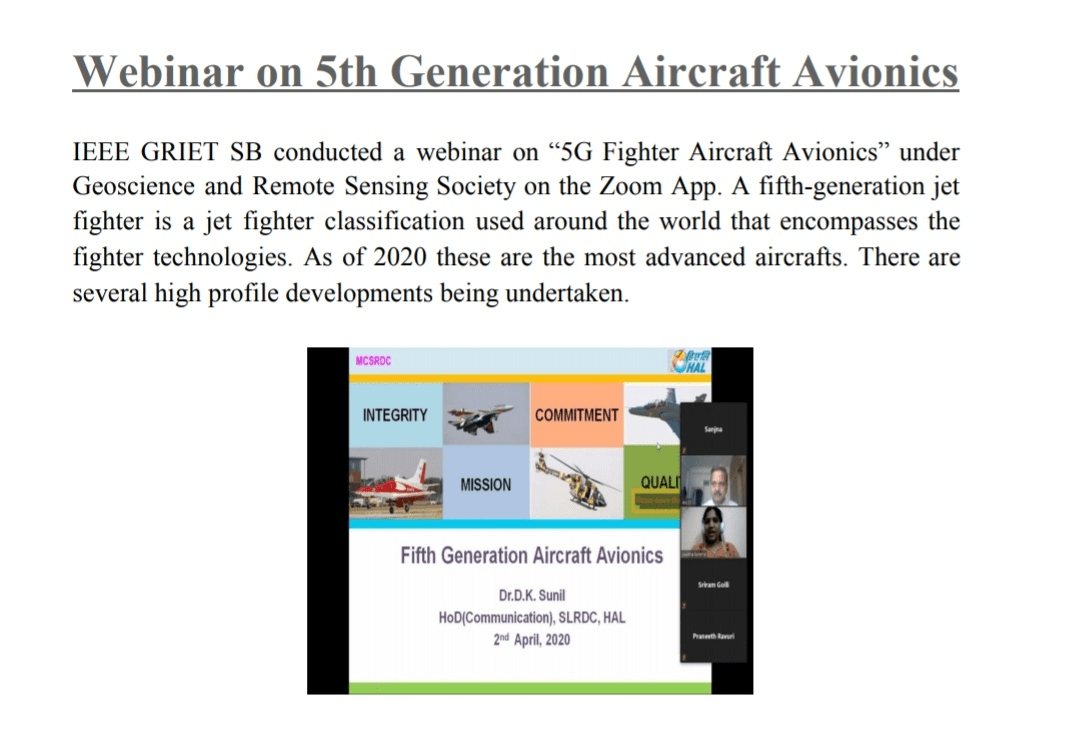 Webinar on 5th Generation Aircraft Avionics
IEEE GRIET SB conducted a webinar on “5G Fighter Aircraft Avionics” under
Geoscience and Remote Sensing Society on the Zoom App. A fifth-generation jet
fighter is a jet fighter classification used around the world that encompasses the
fighter technologies. As of 2020 these are the most advanced aircrafts. There are
several high profile developments being undertaken.
MCSRDC
HAL
INTEGRITY
COMMITMENT
Sanjna
MISSION
QUALI
Fifth Generation Aircraft Avionics
Dr.D.K. Sunil
HoD(Communication), SLRDC, HAL
2nd April, 2020
Sriram Golli
Praneeth Ravuri